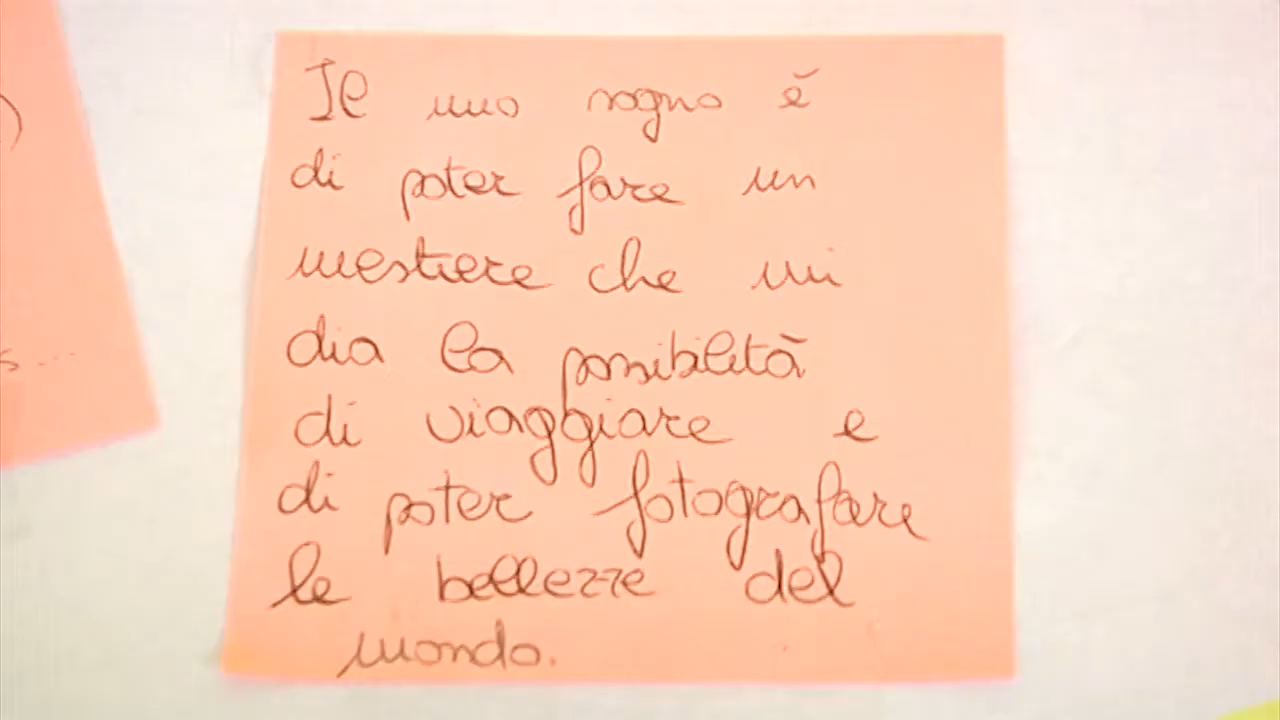 Il mio sogno è
di poter fare un
mestiere che mi
dia la possibilità
di viaggiare e
di poter fotografare
le bellezze del
mondo.